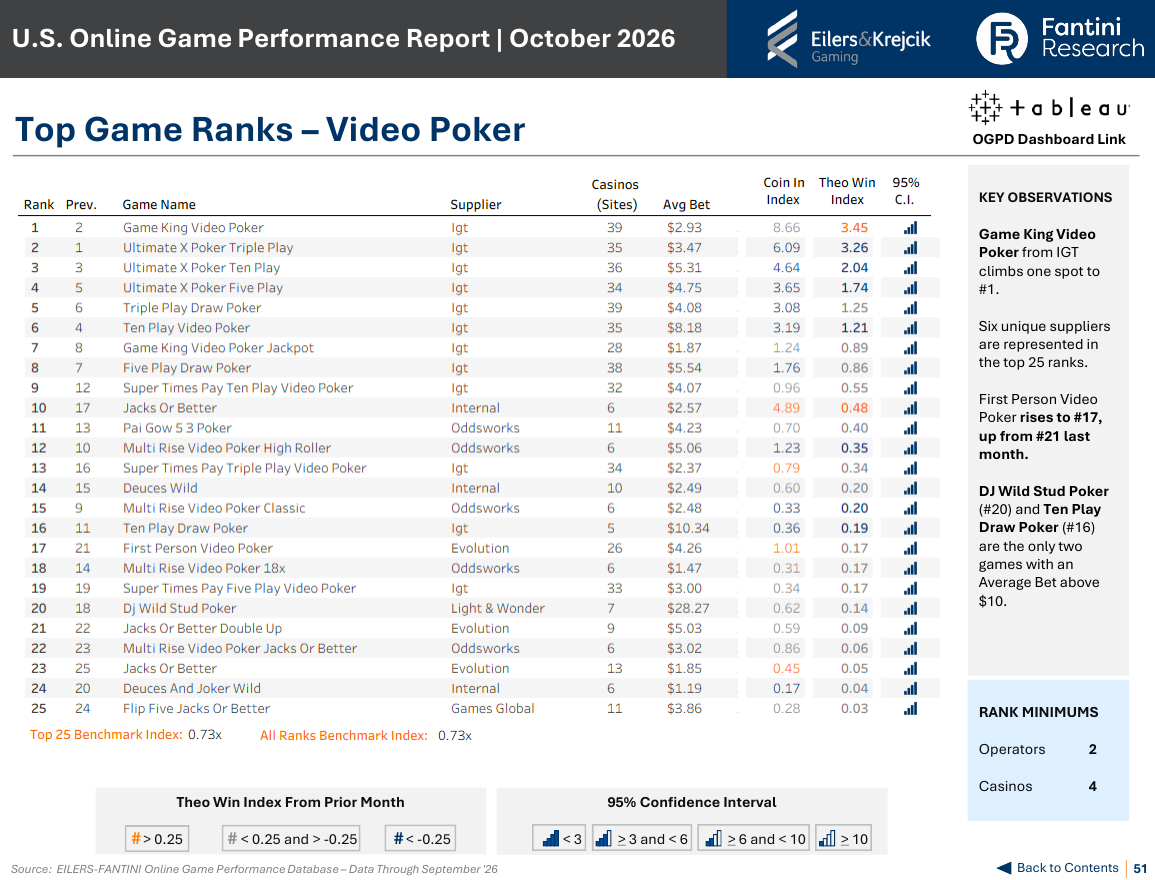 U.S. Online Game Performance Report | October 2026
Eilers&Krejcik
Gaming
Fantini
Research
Top Game Ranks – Video Poker
+ a b | e a u
OGPD Dashboard Link
Rank Prev. Game Name Supplier Casinos (Sites) Avg Bet Coin In Index Theo Win Index 95% C.I.
1 2 Game King Video Poker Igt 39 $2.93 8.66 3.45
2 1 Ultimate X Poker Triple Play Igt 35 $3.47 6.09 3.26
3 3 Ultimate X Poker Ten Play Igt 36 $5.31 4.64 2.04
4 5 Ultimate X Poker Five Play Igt 34 $4.75 3.65 1.74
5 6 Triple Play Draw Poker Igt 39 $4.08 3.08 1.25
6 4 Ten Play Video Poker Igt 35 $8.18 3.19 1.21
7 8 Game King Video Poker Jackpot Igt 28 $1.87 1.24 0.89
8 7 Five Play Draw Poker Igt 38 $5.54 1.76 0.86
9 12 Super Times Pay Ten Play Video Poker Igt 32 $4.07 0.96 0.55
10 17 Jacks Or Better Internal 6 $2.57 4.89 0.48
11 13 Pai Gow 5 3 Poker Oddsworks 11 $4.23 0.70 0.40
12 10 Multi Rise Video Poker High Roller Oddsworks 6 $5.06 1.23 0.35
13 16 Super Times Pay Triple Play Video Poker Igt 34 $2.37 0.79 0.34
14 15 Deuces Wild Internal 10 $2.49 0.60 0.20
15 9 Multi Rise Video Poker Classic Oddsworks 6 $2.48 0.33 0.20
16 11 Ten Play Draw Poker Igt 5 $10.34 0.36 0.19
17 21 First Person Video Poker Evolution 26 $4.26 1.01 0.17
18 14 Multi Rise Video Poker 18x Oddsworks 6 $1.47 0.31 0.17
19 19 Super Times Pay Five Play Video Poker Igt 33 $3.00 0.34 0.17
20 18 Dj Wild Stud Poker Light & Wonder 7 $28.27 0.62 0.14
21 22 Jacks Or Better Double Up Evolution 9 $5.03 0.59 0.09
22 23 Multi Rise Video Poker Jacks Or Better Oddsworks 6 $3.02 0.86 0.06
23 25 Jacks Or Better Evolution 13 $1.85 0.45 0.05
24 20 Deuces And Joker Wild Internal 6 $1.19 0.17 0.04
25 24 Flip Five Jacks Or Better Games Global 11 $3.86 0.28 0.03
Top 25 Benchmark Index: 0.73x All Ranks Benchmark Index: 0.73x
KEY OBSERVATIONS
Game King Video
Poker from IGT
climbs one spot to
#1.
Six unique suppliers
are represented in
the top 25 ranks.
First Person Video
Poker rises to #17,
up from #21 last
month.
DJ Wild Stud Poker
(#20) and Ten Play
Draw Poker (#16)
are the only two
games with an
Average Bet above
$10.
RANK MINIMUMS
Operators 2
Casinos 4
Theo Win Index From Prior Month
# > 0.25 # < 0.25 and > -0.25 # < -0.25
95% Confidence Interval
< 3 ≥ 3 and < 6 ≥ 6 and < 10 ≥ 10
Source: EILERS-FANTINI Online Game Performance Database – Data Through September '26
Back to Contents | 51